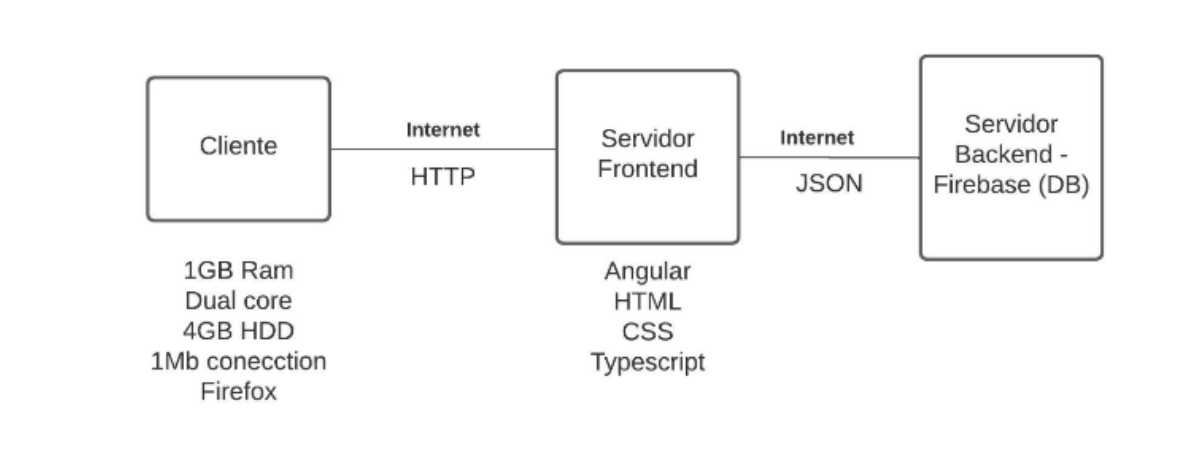 Cliente
Internet
HTTP
Servidor
Frontend
Internet
JSON
Servidor
Backend -
Firebase (DB)
1GB Ram
Dual core
4GB HDD
1Mb conecction
Firefox
Angular
HTML
CSS
Typescript